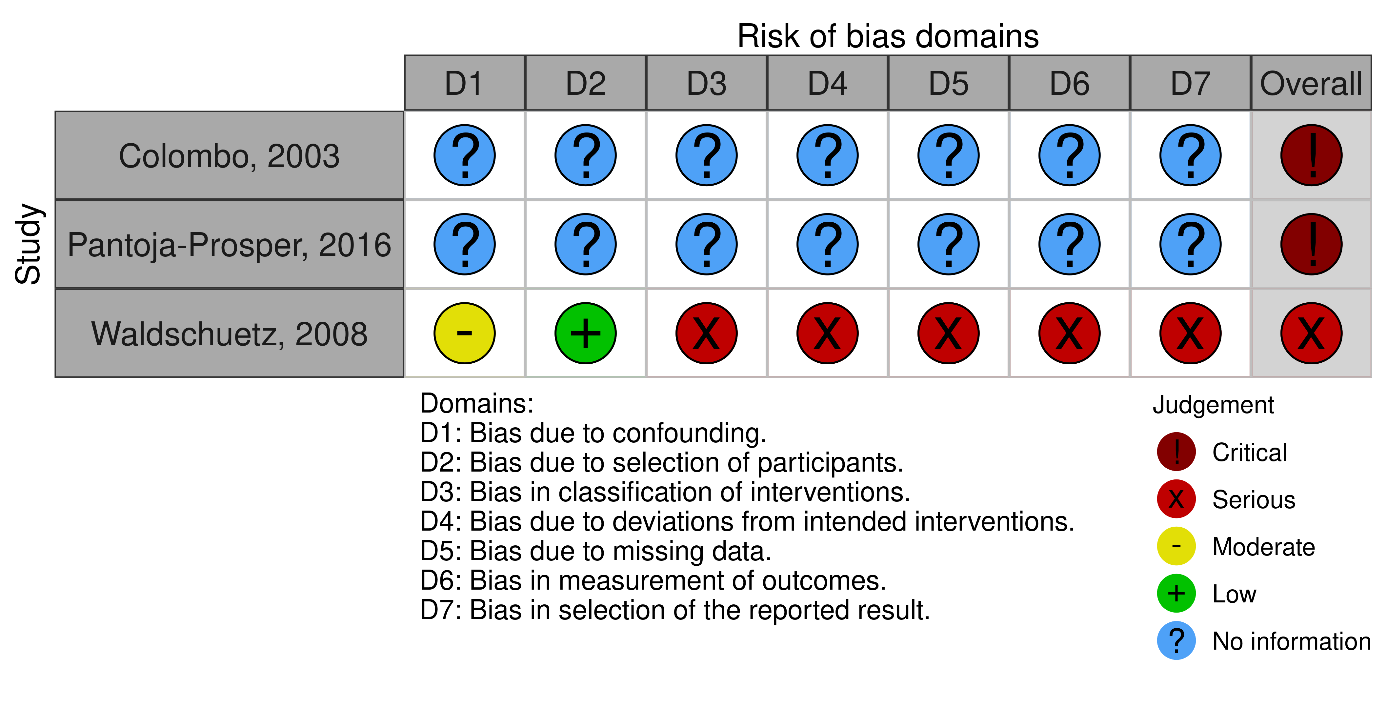 Risk of bias domains
D1 D2 D3 D4 D5 D6 D7 Overall
Study
Colombo, 2003 ? ? ? ? ? ? ? !
Pantoja-Prosper, 2016 ? ? ? ? ? ? ? !
Waldschuetz, 2008 - + X X X X X X
Domains:
D1: Bias due to confounding.
D2: Bias due to selection of participants.
D3: Bias in classification of interventions.
D4: Bias due to deviations from intended interventions.
D5: Bias due to missing data.
D6: Bias in measurement of outcomes.
D7: Bias in selection of the reported result.
Judgement
! Critical
X Serious
- Moderate
+ Low
? No information